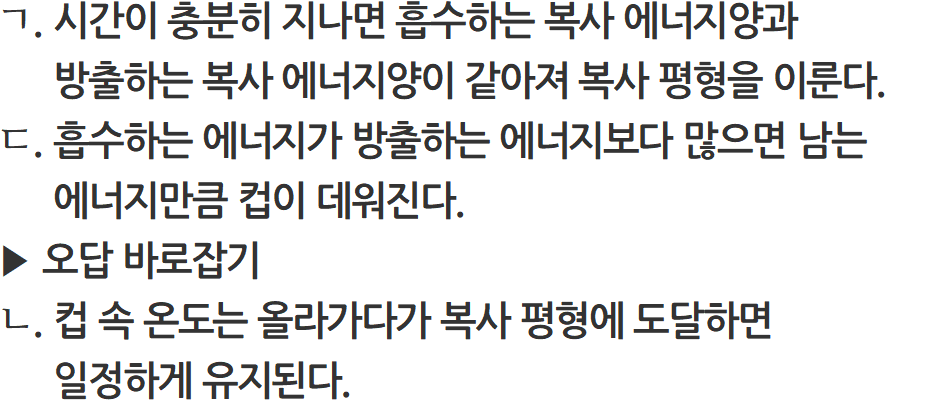 ㄱ. 시간이 충분히 지나면 흡수하는 복사 에너지양과
방출하는 복사 에너지양이 같아져 복사 평형을 이룬다.
ㄷ. 흡수하는 에너지가 방출하는 에너지보다 많으면 남는
에너지만큼 컵이 데워진다.
▶ 오답 바로잡기
ㄴ. 컵 속 온도는 올라가다가 복사 평형에 도달하면
일정하게 유지된다.